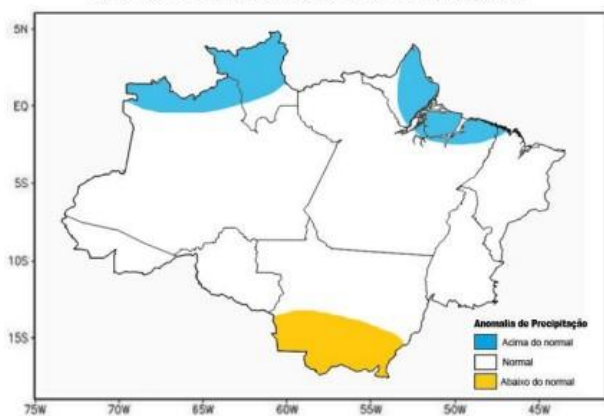 5N
EQ
5S
10S
15S
75W
70W
65W
60W
55W
50W
45W
Anomalia de Precipitação
Acima do normal
Normal
Abaixo do normal